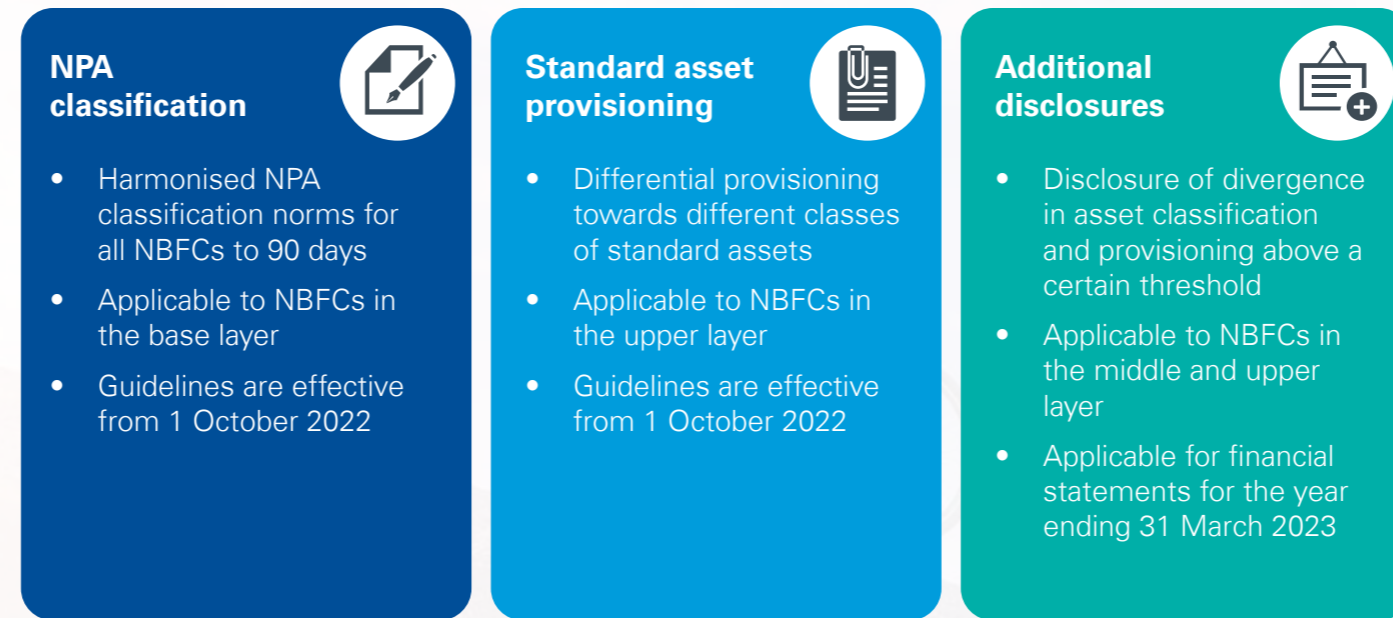 NPA
classification
• Harmonised NPA
classification norms for
all NBFCs to 90 days
• Applicable to NBFCs in
the base layer
• Guidelines are effective
from 1 October 2022
Standard asset
provisioning
• Differential provisioning
towards different classes
of standard assets
• Applicable to NBFCs in
the upper layer
• Guidelines are effective
from 1 October 2022
Additional
disclosures
• Disclosure of divergence
in asset classification
and provisioning above a
certain threshold
• Applicable to NBFCs in
the middle and upper
layer
• Applicable for financial
statements for the year
ending 31 March 2023